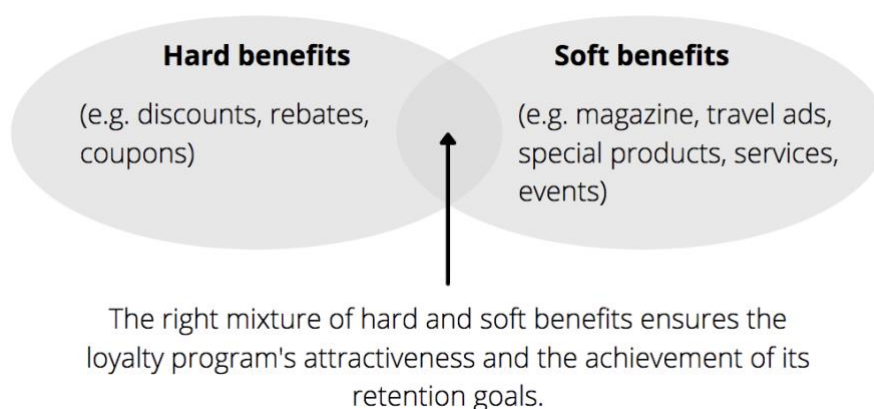 Hard benefits
(e.g. discounts, rebates,
coupons)
Soft benefits
(e.g. magazine, travel ads,
special products, services,
events)
The right mixture of hard and soft benefits ensures the
loyalty program's attractiveness and the achievement of its
retention goals.